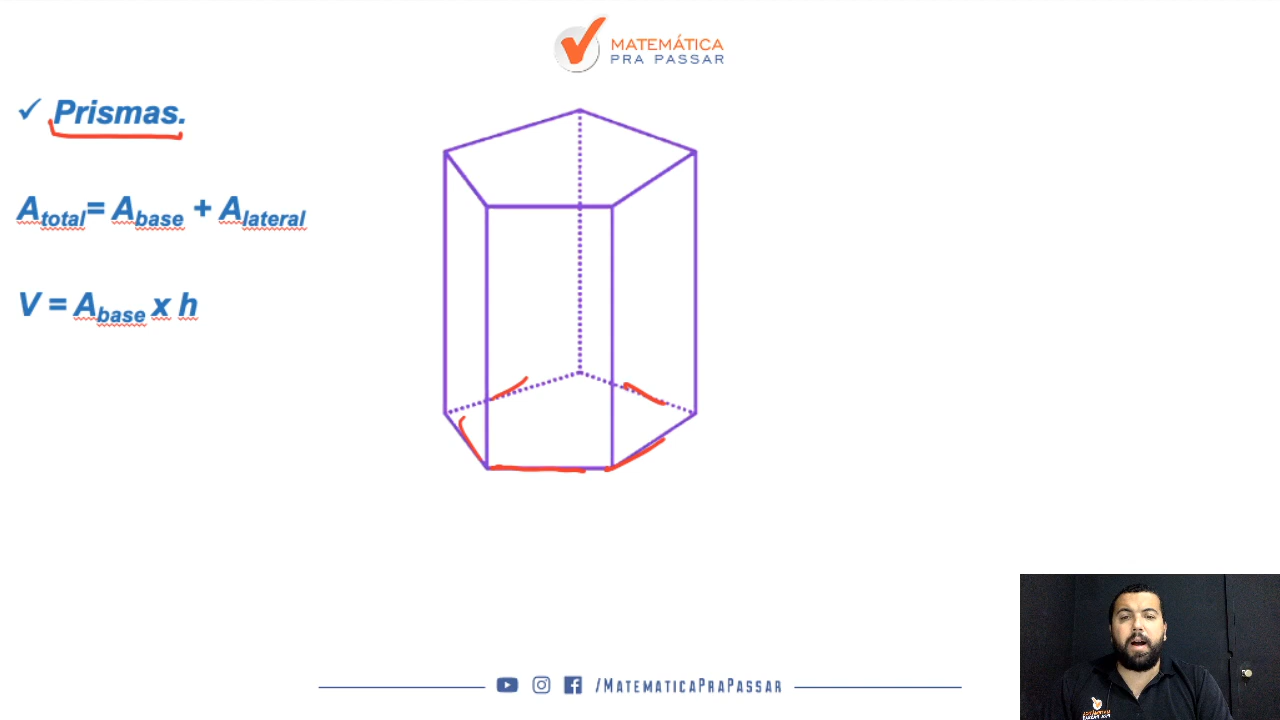 MATEMÁTICA
PRA PASSAR
✓ Prismas.
Atotal= Abase + Alateral
V = Abase x h
/MatematicaPraPassar